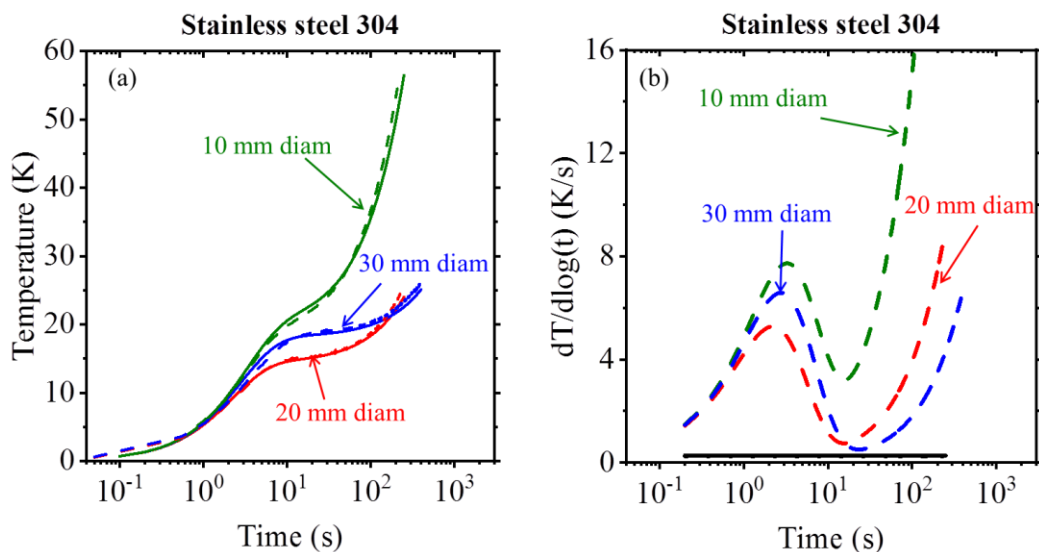 Stainless steel 304
(a)
60
50
40
30
20
10
0
Temperature (K)
10 mm diam
30 mm diam
20 mm diam
10⁻¹ 10⁰ 10¹ 10² 10³
Time (s)
Stainless steel 304
(b)
16
12
8
4
0
dT/dlog(t) (K/s)
10 mm diam
30 mm diam
20 mm diam
10⁻¹ 10⁰ 10¹ 10² 10³
Time (s)